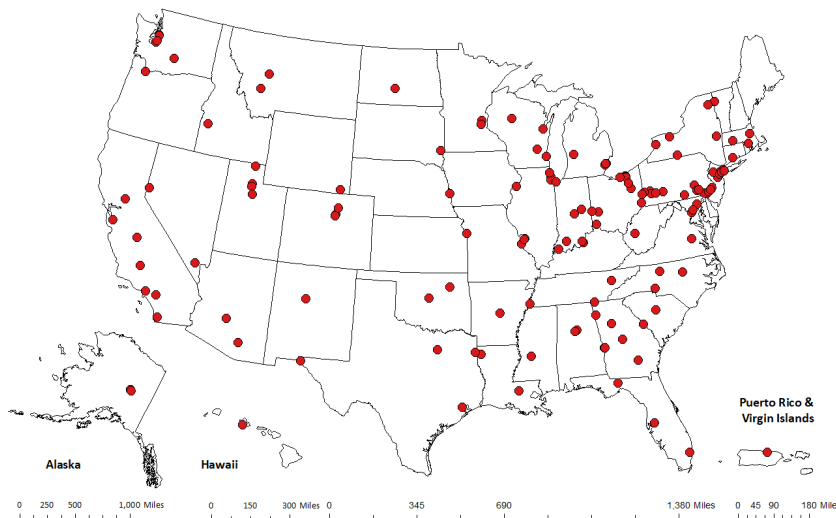 Puerto Rico &
Virgin Islands
Alaska
Hawaii
0 250 500 1,000 Miles
0 150 300 Miles
0 345 690 1,380 Miles
0 45 90 180 Mile